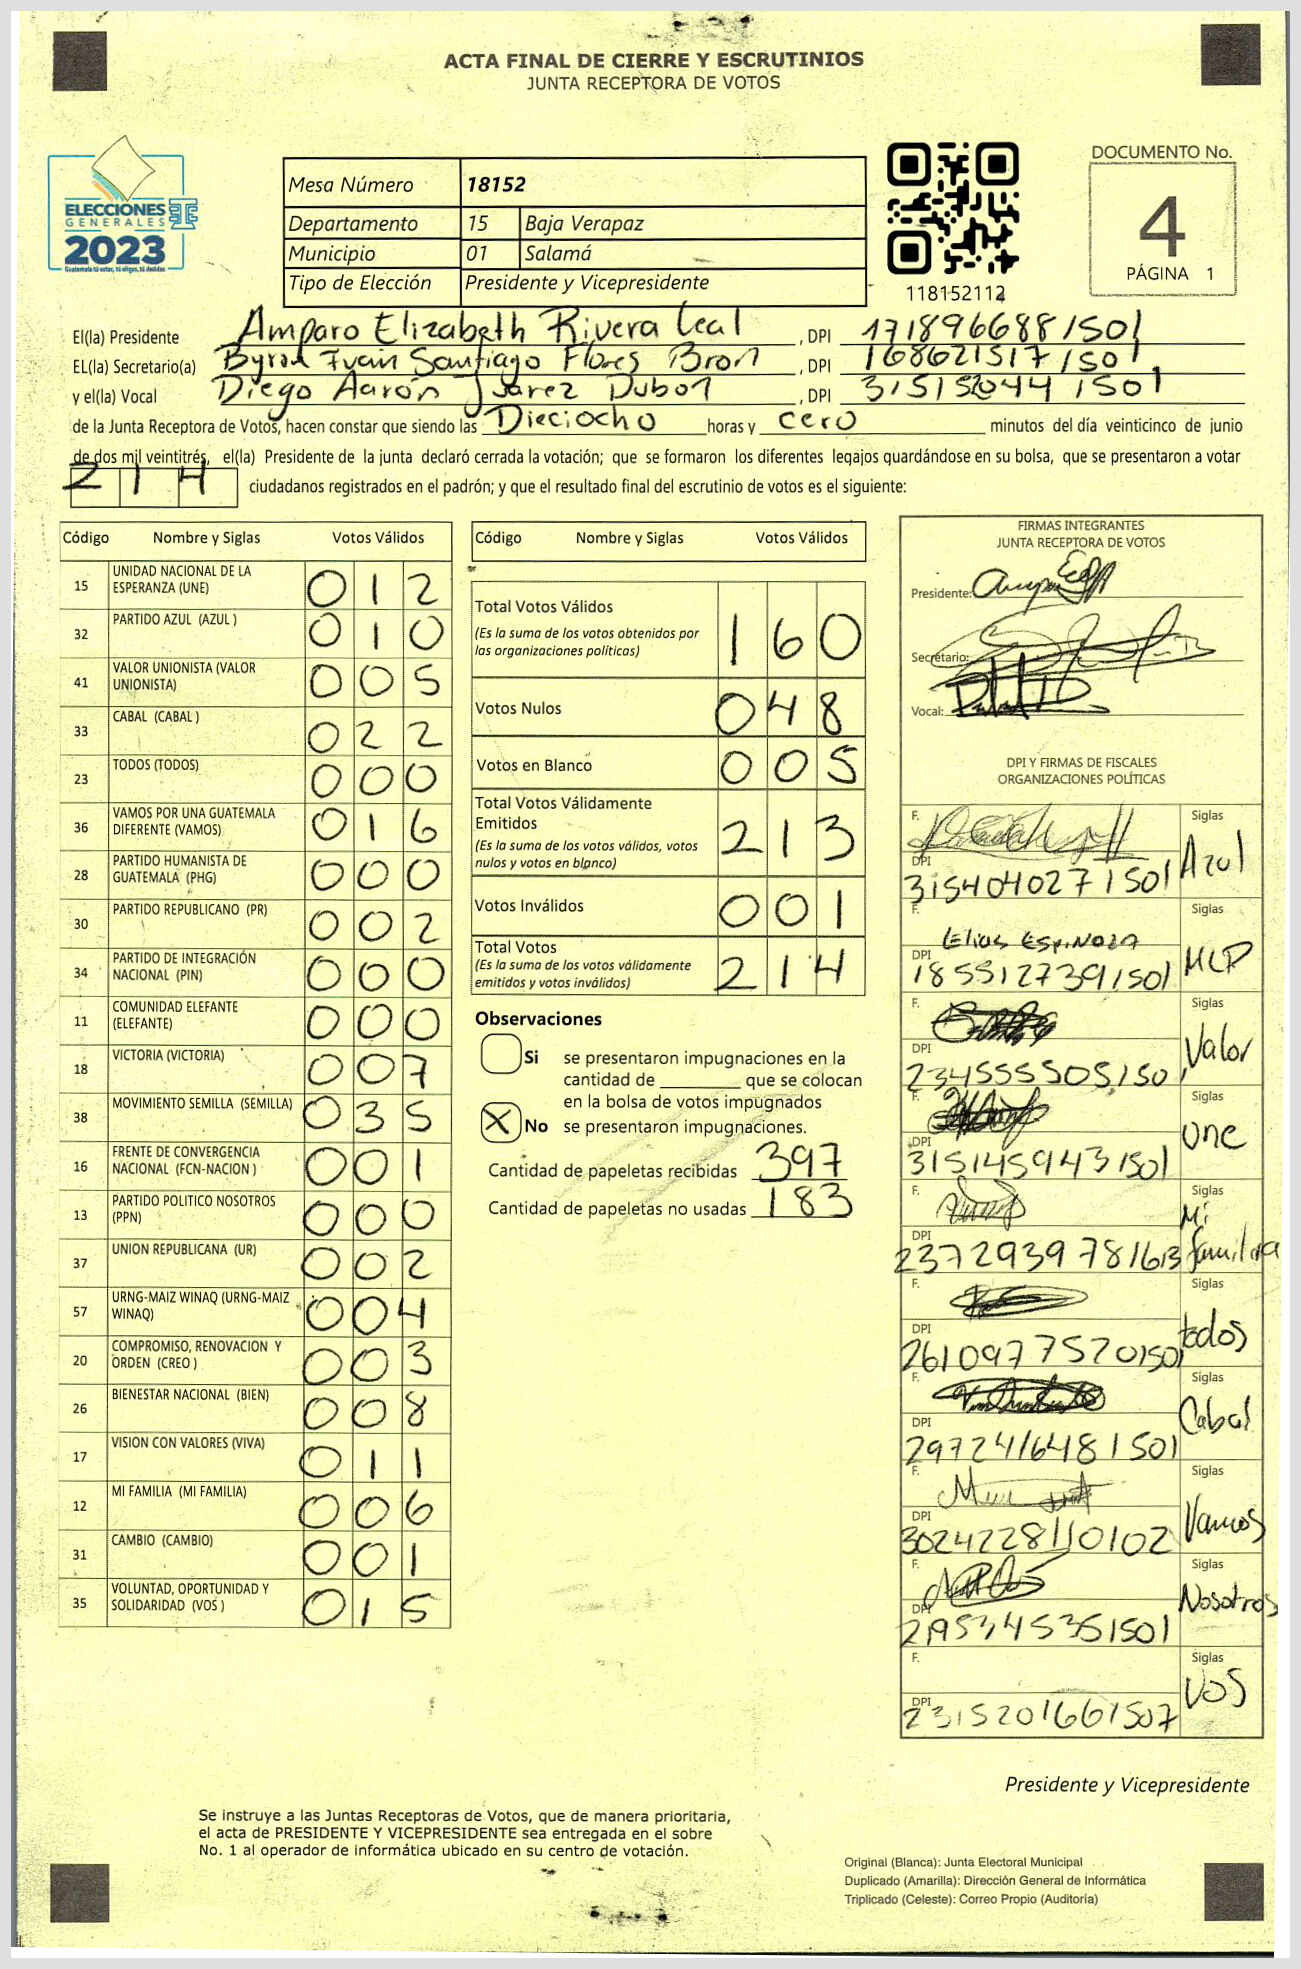 ACTA FINAL DE CIERRE Y ESCRUTINIOS
JUNTA RECEPTORA DE VOTOS
ELECCIONES
GENERALES
2023
Guatemala tú votas, tú eliges, tú decides
Mesa Número 18152
Departamento 15 Baja Verapaz
Municipio 01 Salamá
Tipo de Elección Presidente y Vicepresidente
118152112
DOCUMENTO No.
4
PÁGINA 1
El(la) Presidente Amparo Elizabeth Rivera Leal , DPI 1718966881501
EL(la) Secretario(a) Byron Ivan Santiago Flores Bron , DPI 1686215171501
y el(la) Vocal Diego Aarón Juarez Dubon , DPI 3151520441501
de la Junta Receptora de Votos, hacen constar que siendo las Dieciocho horas y cero minutos del día veinticinco de junio
de dos mil veintitrés, el(la) Presidente de la junta declaró cerrada la votación; que se formaron los diferentes legajos guardándose en su bolsa, que se presentaron a votar
214 ciudadanos registrados en el padrón; y que el resultado final del escrutinio de votos es el siguiente:
Código Nombre y Siglas Votos Válidos
15 UNIDAD NACIONAL DE LA ESPERANZA (UNE) 012
32 PARTIDO AZUL (AZUL ) 010
41 VALOR UNIONISTA (VALOR UNIONISTA) 005
33 CABAL (CABAL ) 022
23 TODOS (TODOS) 000
36 VAMOS POR UNA GUATEMALA DIFERENTE (VAMOS) 016
28 PARTIDO HUMANISTA DE GUATEMALA (PHG) 000
30 PARTIDO REPUBLICANO (PR) 002
34 PARTIDO DE INTEGRACIÓN NACIONAL (PIN) 000
11 COMUNIDAD ELEFANTE (ELEFANTE) 000
18 VICTORIA (VICTORIA) 007
38 MOVIMIENTO SEMILLA (SEMILLA) 035
16 FRENTE DE CONVERGENCIA NACIONAL (FCN-NACION ) 001
13 PARTIDO POLITICO NOSOTROS (PPN) 000
37 UNION REPUBLICANA (UR) 002
57 URNG-MAIZ WINAQ (URNG-MAIZ WINAQ) 004
20 COMPROMISO, RENOVACION Y ORDEN (CREO ) 003
26 BIENESTAR NACIONAL (BIEN) 008
17 VISION CON VALORES (VIVA) 011
12 MI FAMILIA (MI FAMILIA) 006
31 CAMBIO (CAMBIO) 001
35 VOLUNTAD, OPORTUNIDAD Y SOLIDARIDAD (VOS ) 015
Código Nombre y Siglas Votos Válidos
Total Votos Válidos 160
(Es la suma de los votos obtenidos por las organizaciones políticas)
Votos Nulos 048
Votos en Blanco 005
Total Votos Válidamente Emitidos 213
(Es la suma de los votos válidos, votos nulos y votos en blanco)
Votos Inválidos 001
Total Votos 214
(Es la suma de los votos válidamente emitidos y votos inválidos)
Observaciones
Si se presentaron impugnaciones en la
cantidad de ________ que se colocan
en la bolsa de votos impugnados
X No se presentaron impugnaciones.
Cantidad de papeletas recibidas 397
Cantidad de papeletas no usadas 183
FIRMAS INTEGRANTES
JUNTA RECEPTORA DE VOTOS
Presidente:
Secretario:
Vocal:
DPI Y FIRMAS DE FISCALES
ORGANIZACIONES POLÍTICAS
F. Siglas
DPI 3154040271501 Azul
F. Elias Espinoza Siglas
DPI 1855127391501 MLP
F. Siglas
DPI 234555505150, Valor
F. Siglas
DPI 3151459431501 une
F. Siglas
DPI 2372939781613 Mi familia
F. Siglas
DPI 2610977520150, todos
F. Siglas
DPI 2972416481501 Cabal
F. Siglas
DPI 3024228110102 Vamos
F. Siglas
DPI Nosotros
F. Siglas
DPI 2315201661507 VOS
Presidente y Vicepresidente
Se instruye a las Juntas Receptoras de Votos, que de manera prioritaria,
el acta de PRESIDENTE Y VICEPRESIDENTE sea entregada en el sobre
No. 1 al operador de informática ubicado en su centro de votación.
Original (Blanca): Junta Electoral Municipal
Duplicado (Amarilla): Dirección General de Informática
Triplicado (Celeste): Correo Propio (Auditoría)